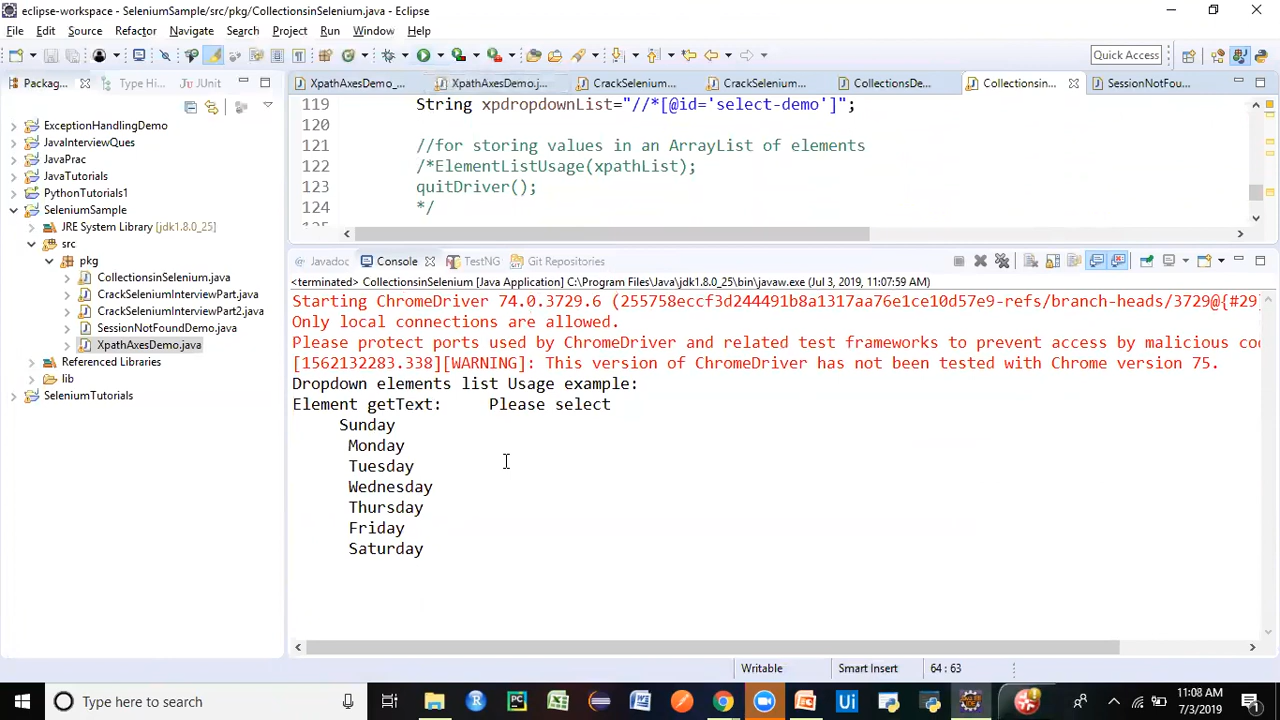 eclipse-workspace - SeleniumSample/src/pkg/CollectionsinSelenium.java - Eclipse
File Edit Source Refactor Navigate Search Project Run Window Help
Quick Access
Packag... Type Hi... JUnit
XpathAxesDemo_... XpathAxesDemo.j... CrackSelenium... CrackSelenium... CollectionsDe... Collectionsin... SessionNotFou...
ExceptionHandlingDemo
JavaInterviewQues
JavaPrac
JavaTutorials
PythonTutorials1
SeleniumSample
JRE System Library [jdk1.8.0_25]
src
pkg
CollectionsinSelenium.java
CrackSeleniumInterviewPart.java
CrackSeleniumInterviewPart2.java
SessionNotFoundDemo.java
XpathAxesDemo.java
Referenced Libraries
lib
SeleniumTutorials
119 String xpdropdownList="//*[@id='select-demo']";
120
121 //for storing values in an ArrayList of elements
122 /*ElementListUsage(xpathList);
123 quitDriver();
124 */
Javadoc Console TestNG Git Repositories
<terminated> CollectionsinSelenium [Java Application] C:\Program Files\Java\jdk1.8.0_25\bin\javaw.exe (Jul 3, 2019, 11:07:59 AM)
Starting ChromeDriver 74.0.3729.6 (255758eccf3d244491b8a1317aa76e1ce10d57e9-refs/branch-heads/3729@{#29}
Only local connections are allowed.
Please protect ports used by ChromeDriver and related test frameworks to prevent access by malicious co
[1562132283.338][WARNING]: This version of ChromeDriver has not been tested with Chrome version 75.
Dropdown elements list Usage example:
Element getText: Please select
Sunday
Monday
Tuesday
Wednesday
Thursday
Friday
Saturday
Writable Smart Insert 64 : 63
Type here to search
11:08 AM
7/3/2019